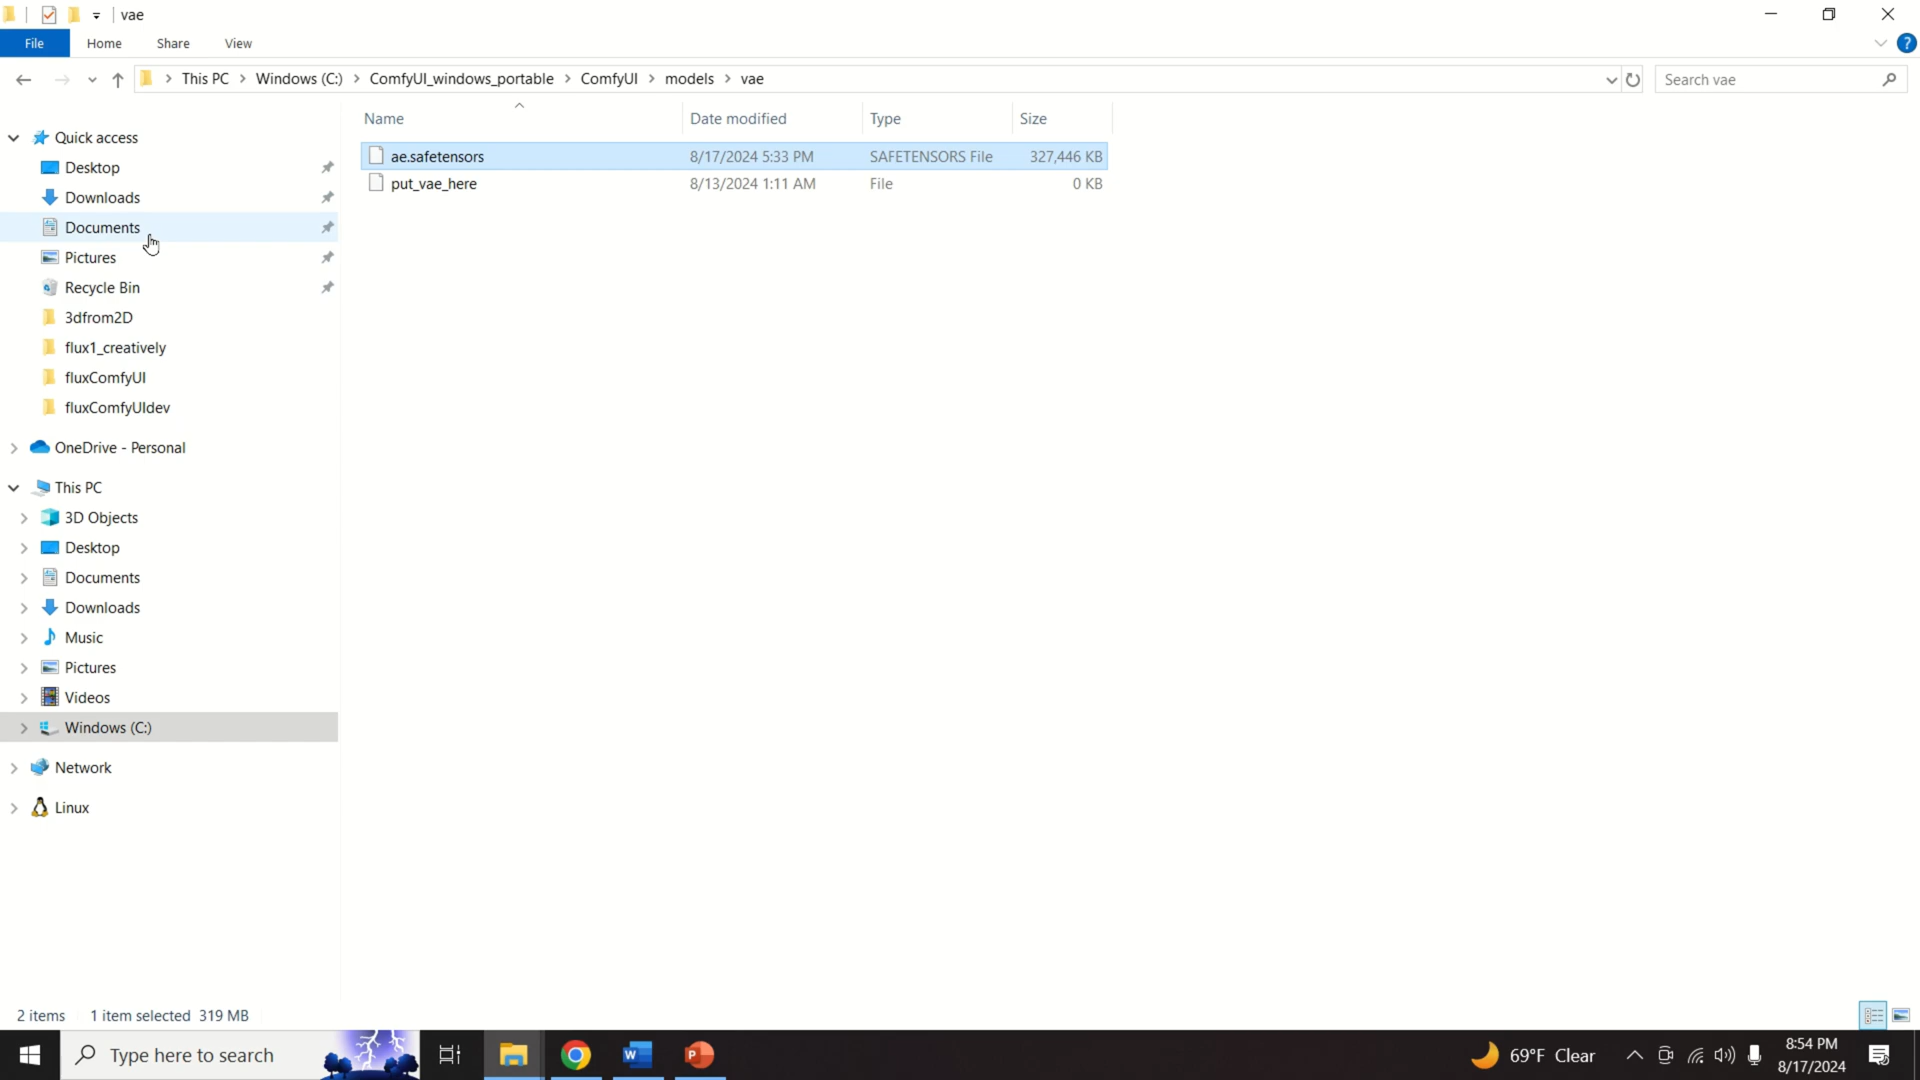 vae
File Home Share View
This PC Windows (C:) ComfyUI_windows_portable ComfyUI models vae
Search vae
Name Date modified Type Size
ae.safetensors 8/17/2024 5:33 PM SAFETENSORS File 327,446 KB
put_vae_here 8/13/2024 1:11 AM File 0 KB
Quick access
Desktop
Downloads
Documents
Pictures
Recycle Bin
3dfrom2D
flux1_creatively
fluxComfyUI
fluxComfyUIdev
OneDrive - Personal
This PC
3D Objects
Desktop
Documents
Downloads
Music
Pictures
Videos
Windows (C:)
Network
Linux
2 items 1 item selected 319 MB
Type here to search
69°F Clear
8:54 PM
8/17/2024